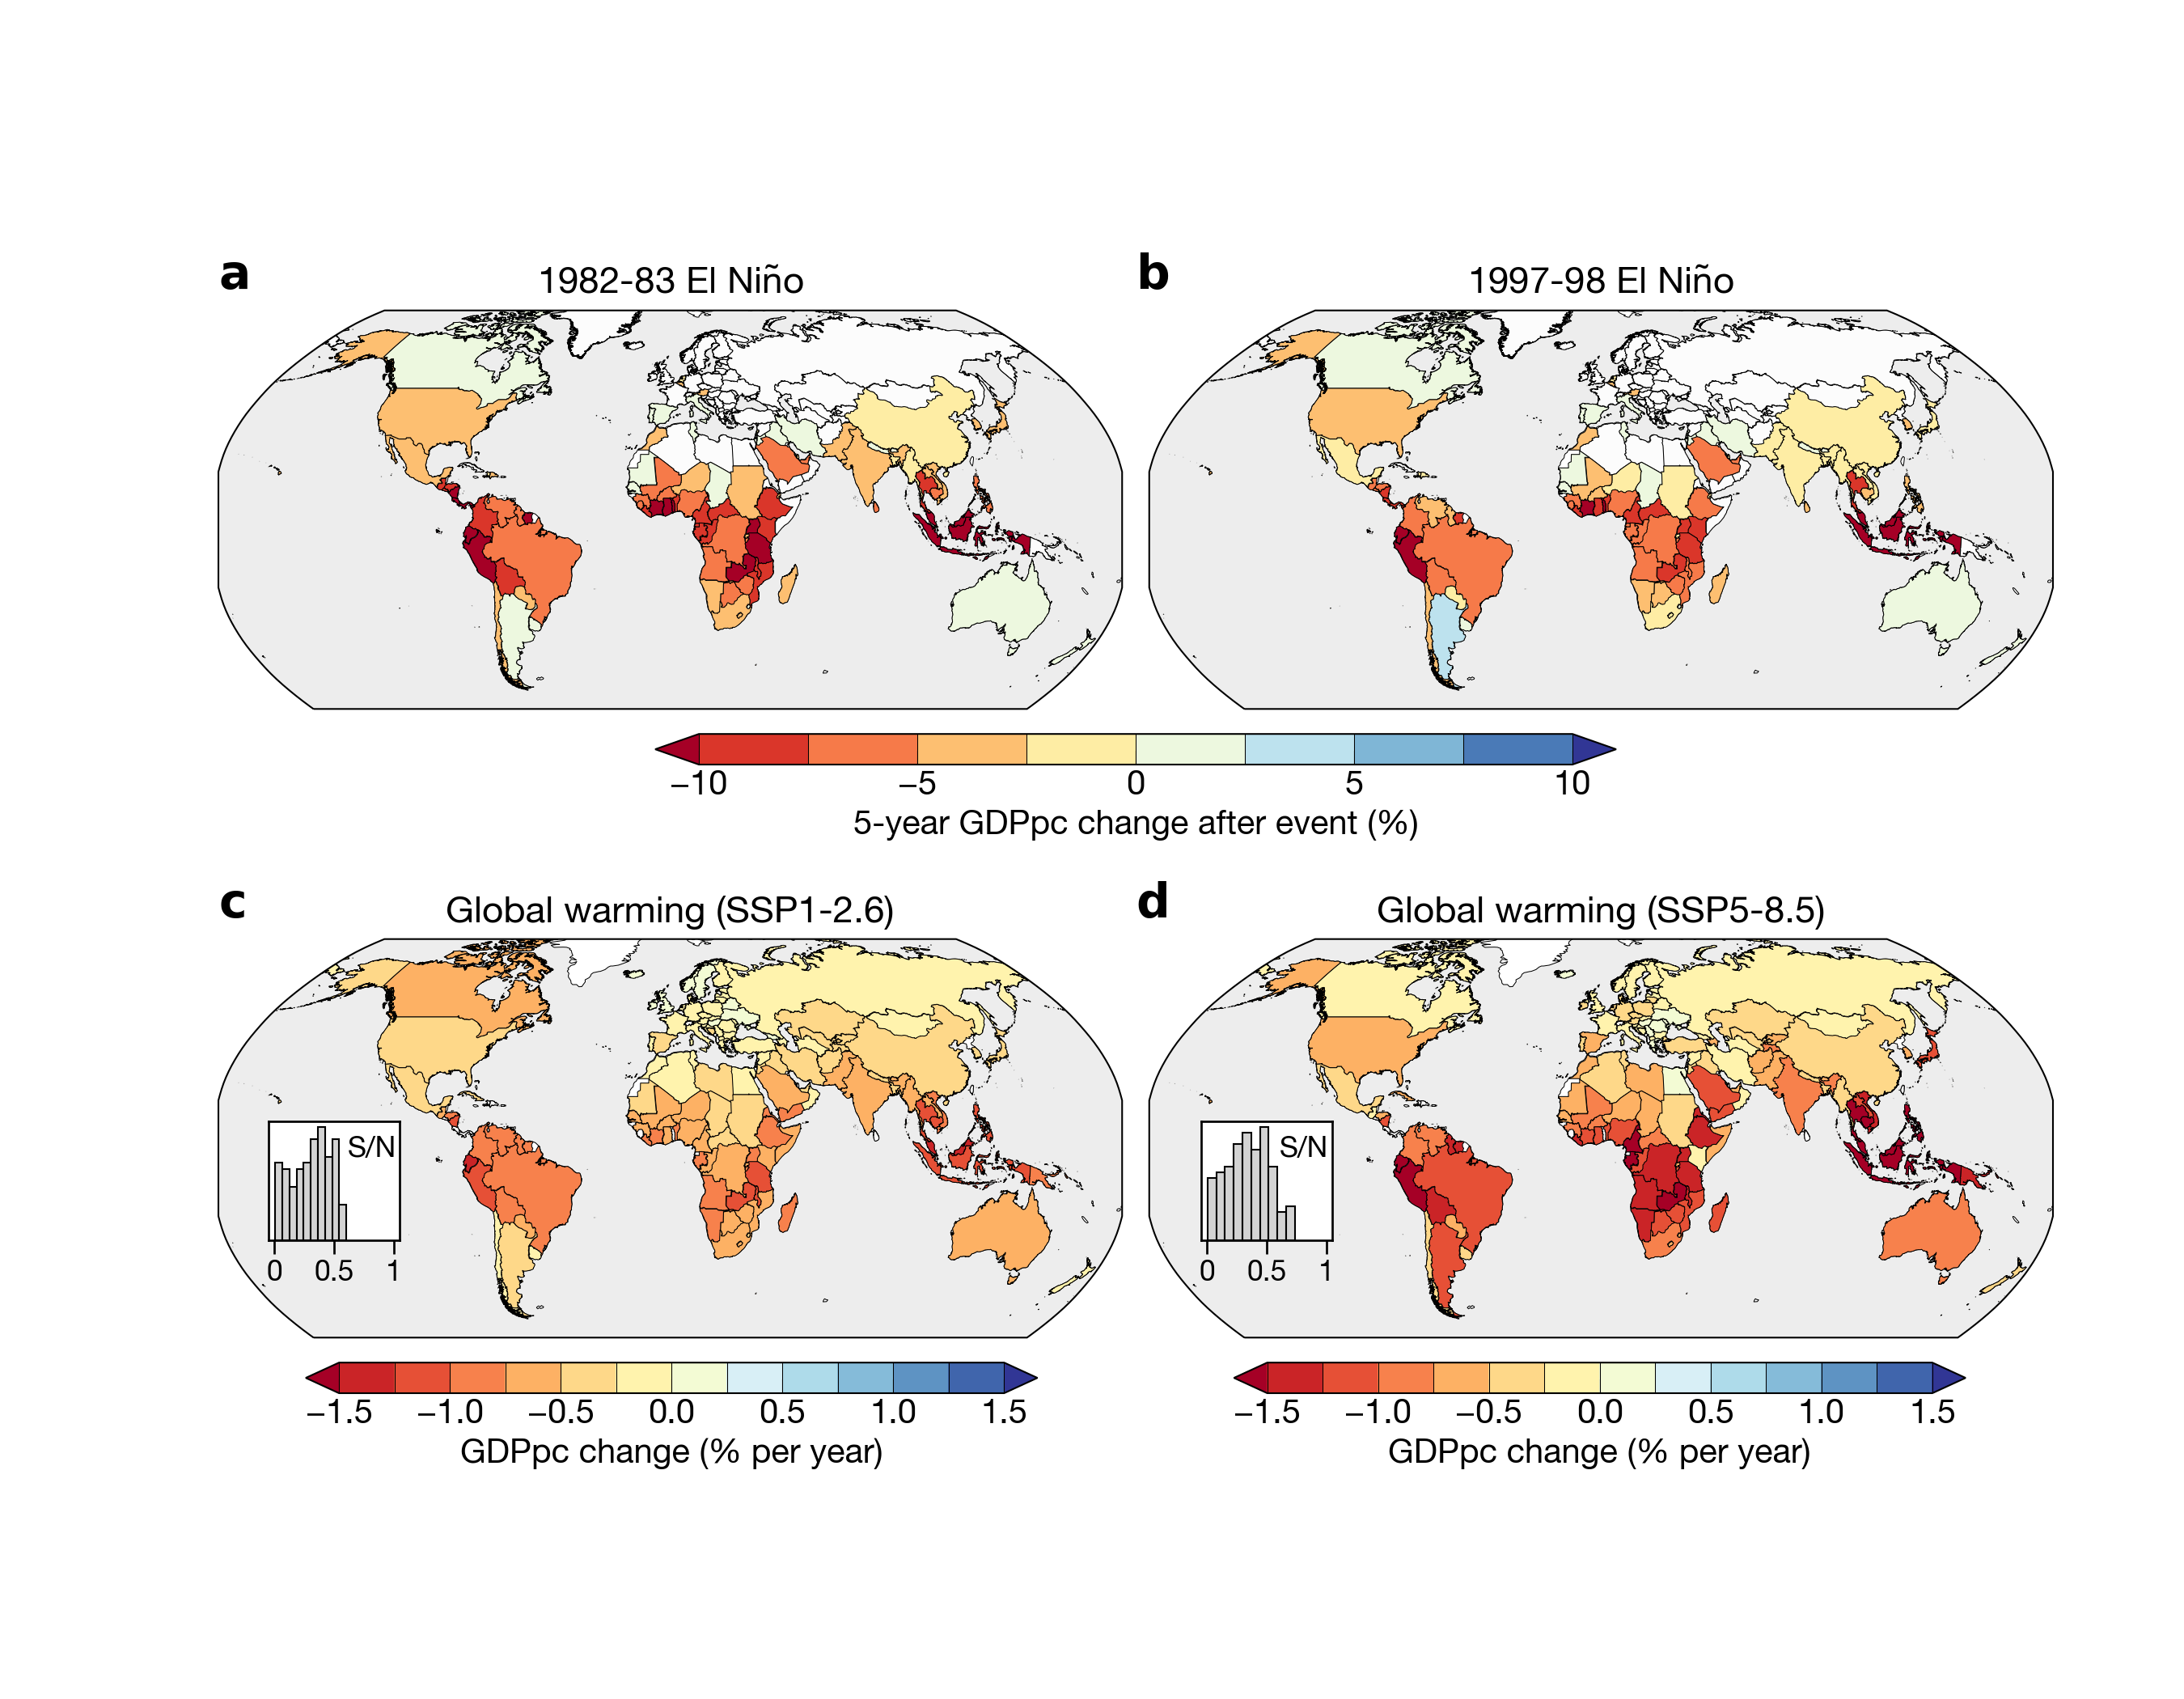 a
1982-83 El Niño
b
1997-98 El Niño
−10 −5 0 5 10
5-year GDPpc change after event (%)
c
Global warming (SSP1-2.6)
d
Global warming (SSP5-8.5)
S/N
0 0.5 1
S/N
0 0.5 1
−1.5 −1.0 −0.5 0.0 0.5 1.0 1.5
GDPpc change (% per year)
−1.5 −1.0 −0.5 0.0 0.5 1.0 1.5
GDPpc change (% per year)